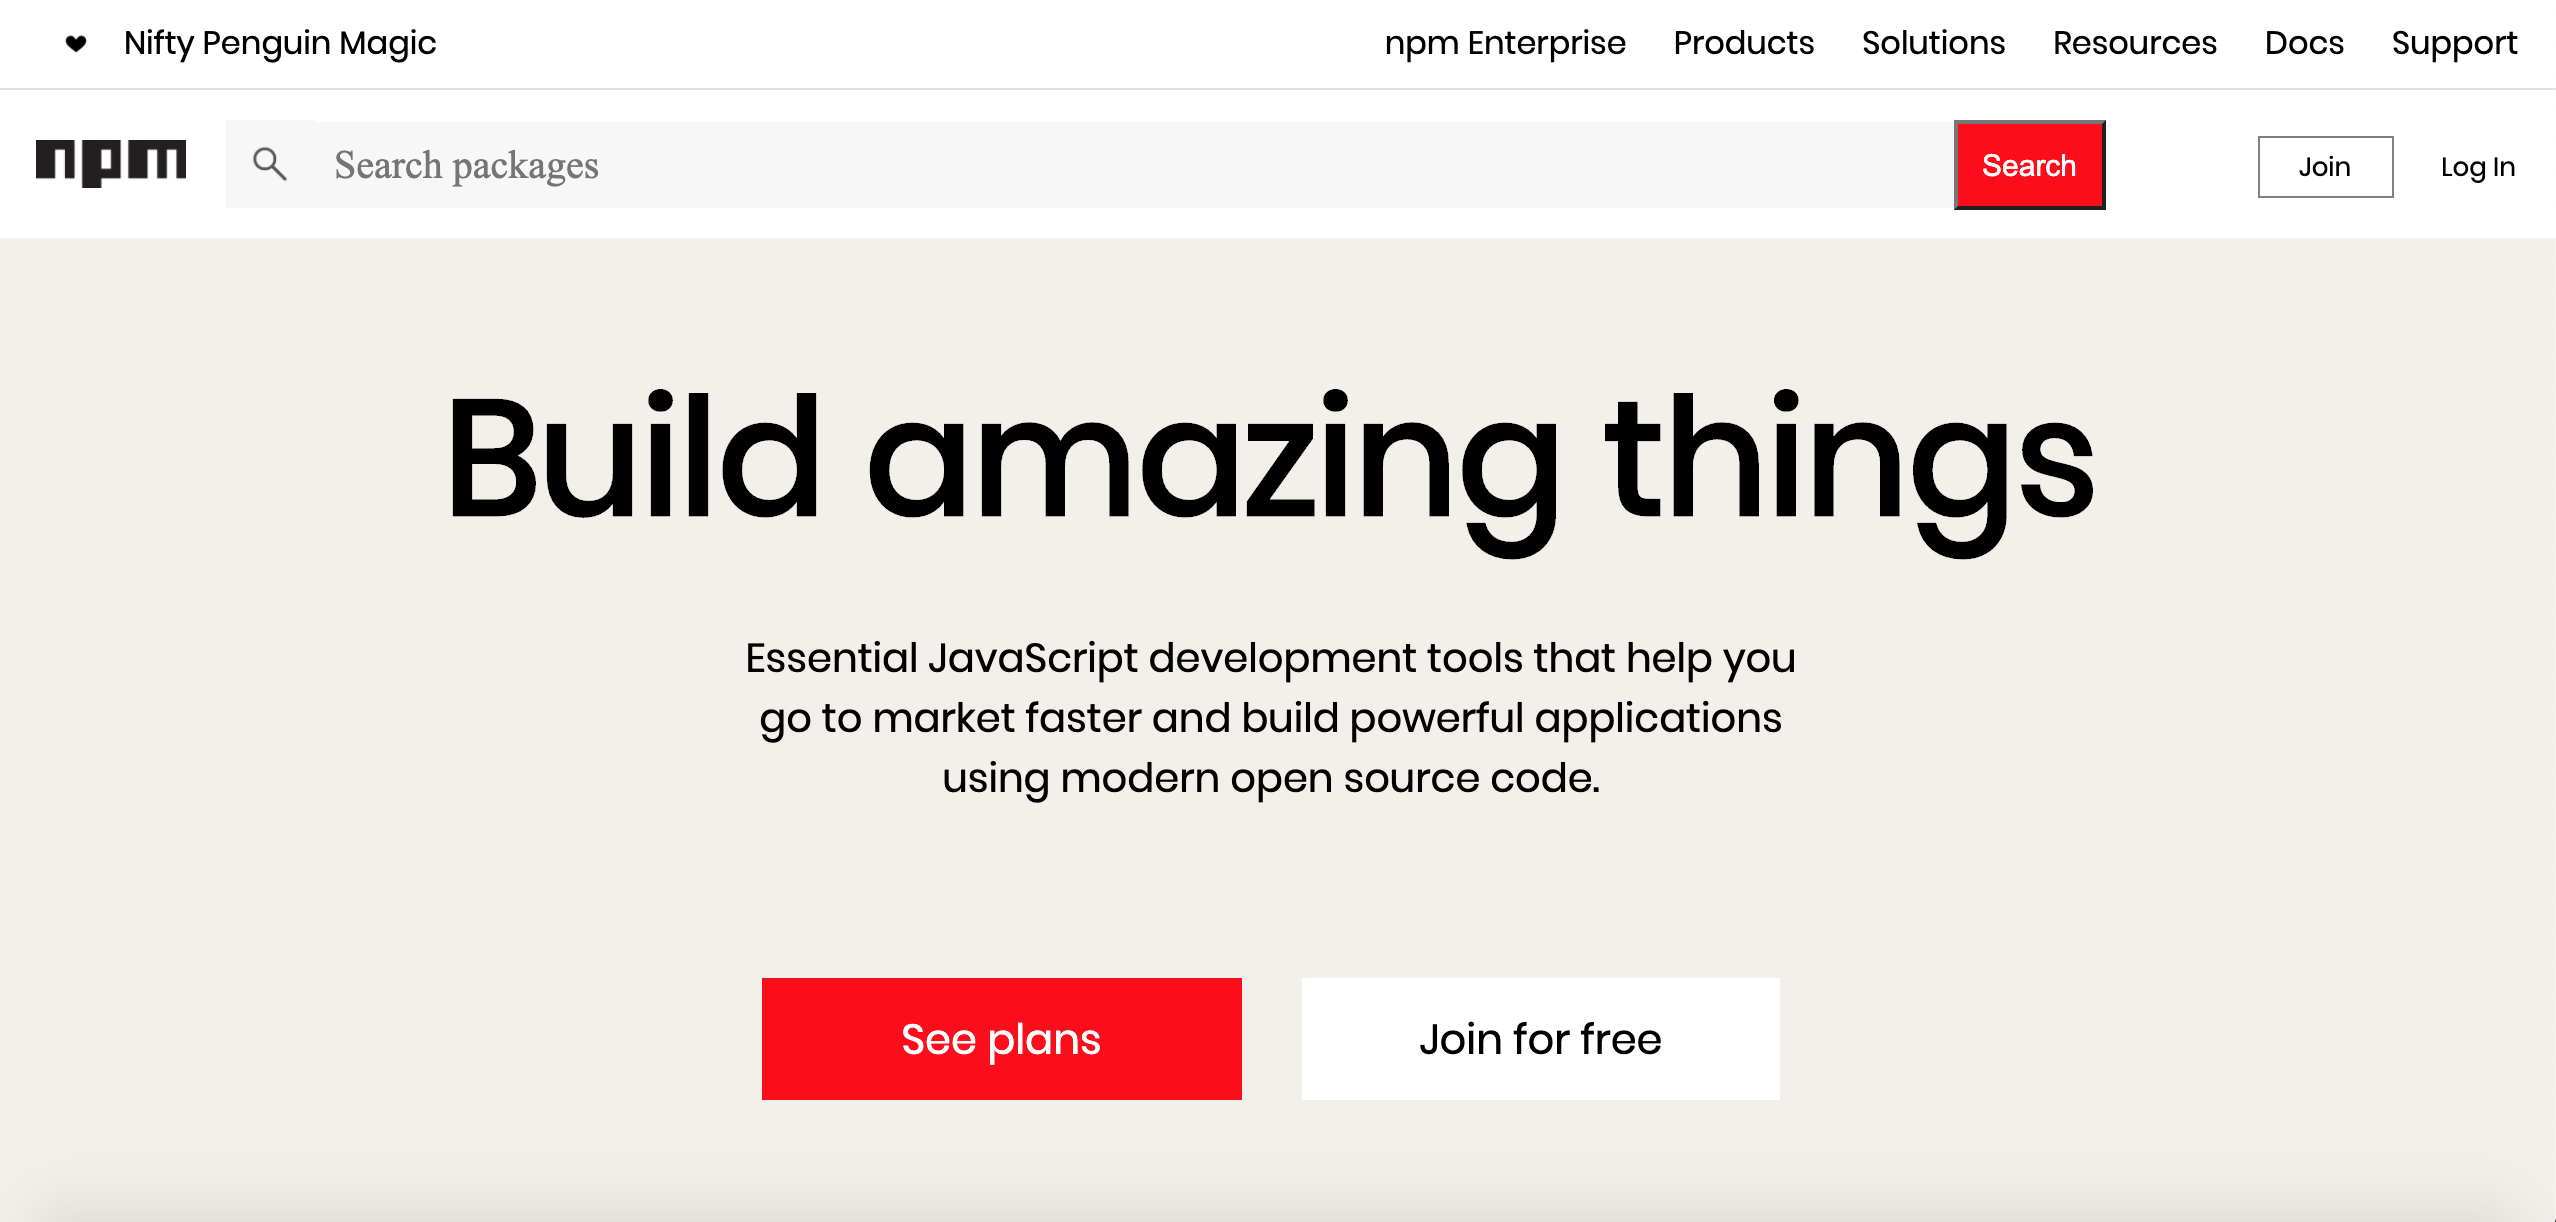 Nifty Penguin Magic
npm Enterprise Products Solutions Resources Docs Support
npm Search packages Search Join Log In
Build amazing things
Essential JavaScript development tools that help you
go to market faster and build powerful applications
using modern open source code.
See plans Join for free